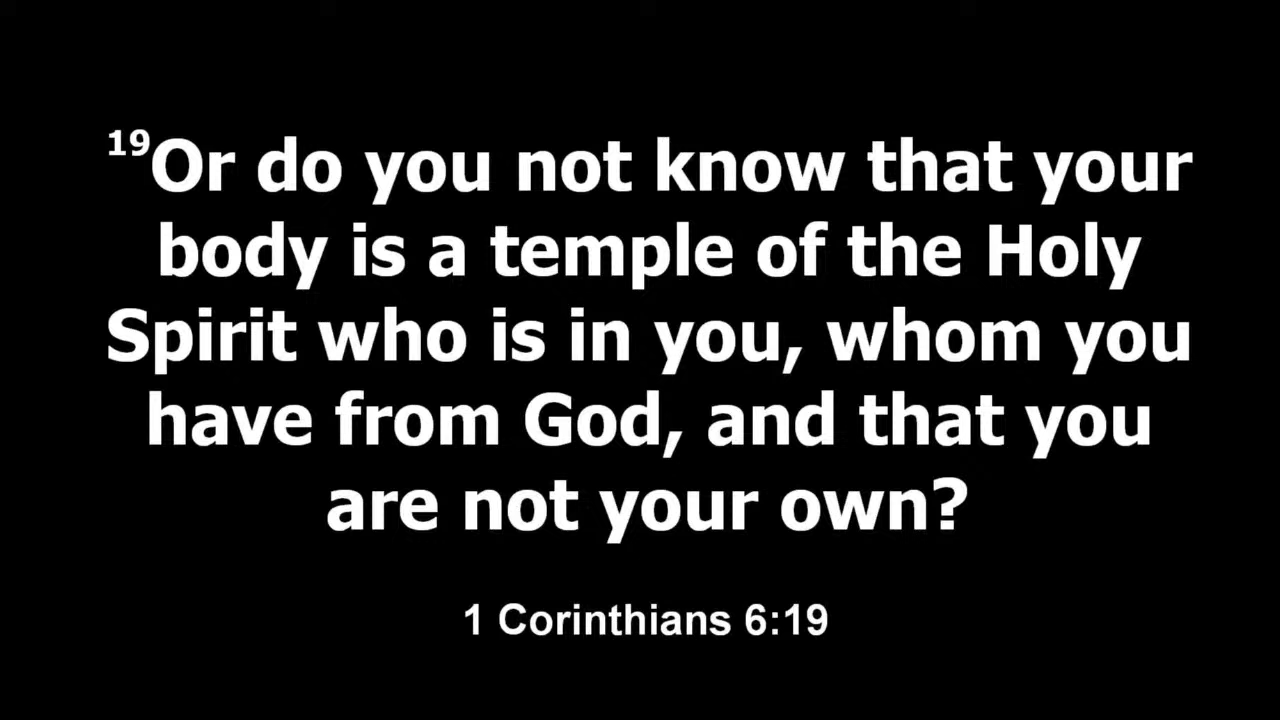 19Or do you not know that your
body is a temple of the Holy
Spirit who is in you, whom you
have from God, and that you
are not your own?
1 Corinthians 6:19